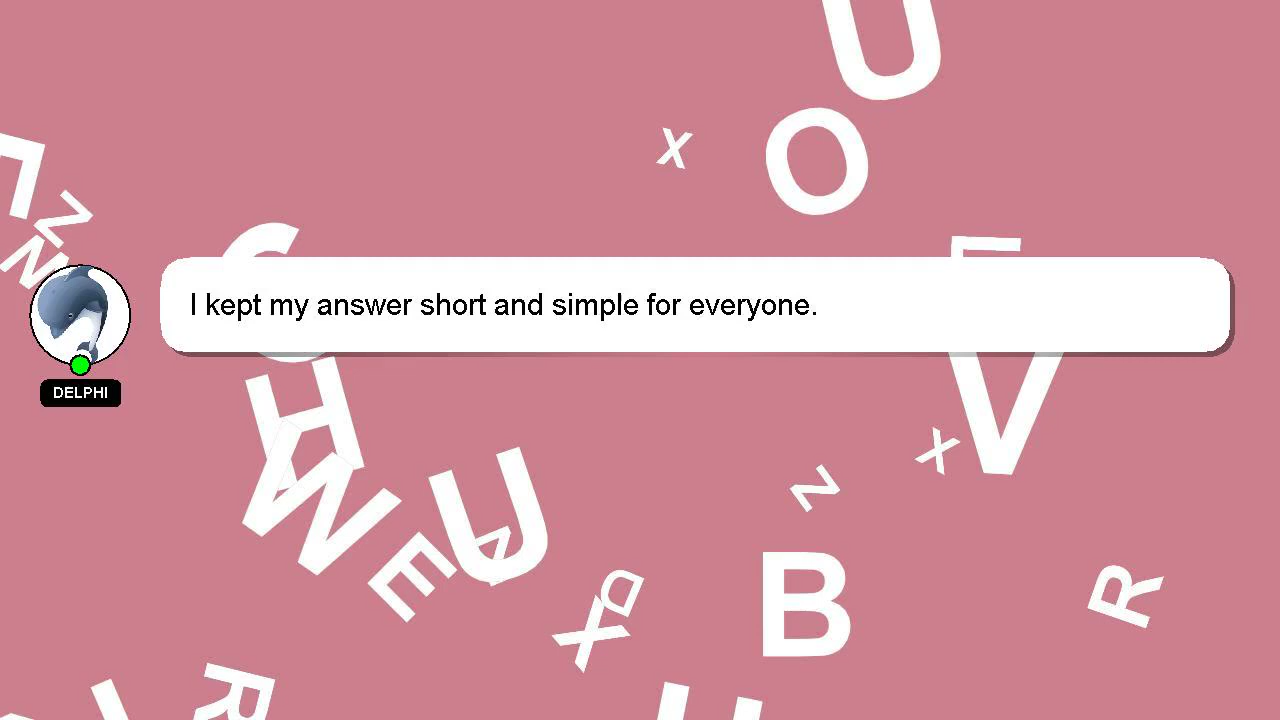 I kept my answer short and simple for everyone.
DELPHI
U
O
X
Z
N
H
W
E
U
Z
D
X
V
X
Z
B
R
R